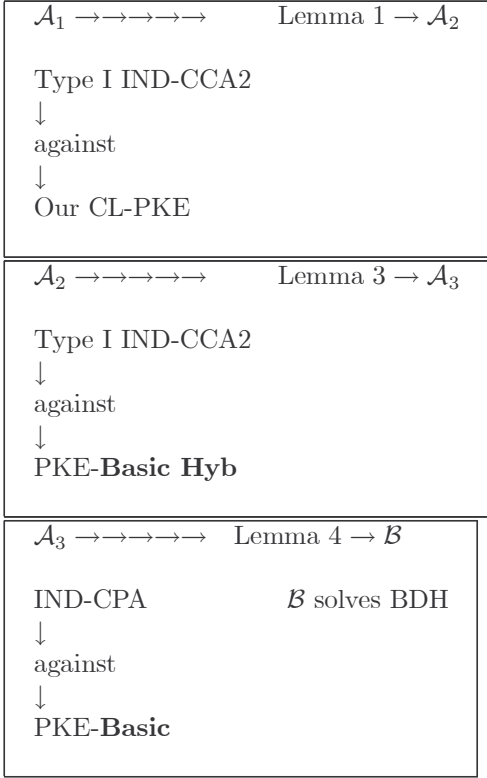 𝒜₁ →→→→→ Lemma 1 → 𝒜₂
Type I IND-CCA2
↓
against
↓
Our CL-PKE
𝒜₂ →→→→→ Lemma 3 → 𝒜₃
Type I IND-CCA2
↓
against
↓
PKE-Basic Hyb
𝒜₃ →→→→→ Lemma 4 → ℬ
IND-CPA ℬ solves BDH
↓
against
↓
PKE-Basic